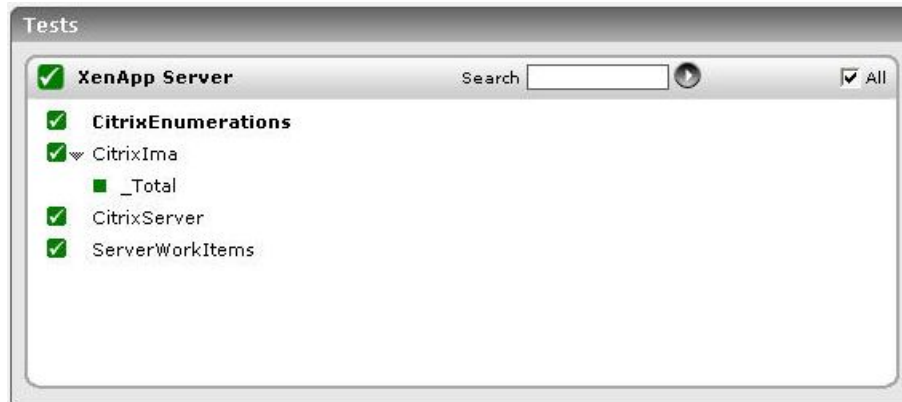 Tests
XenApp Server Search All
CitrixEnumerations
CitrixIma
_Total
CitrixServer
ServerWorkItems